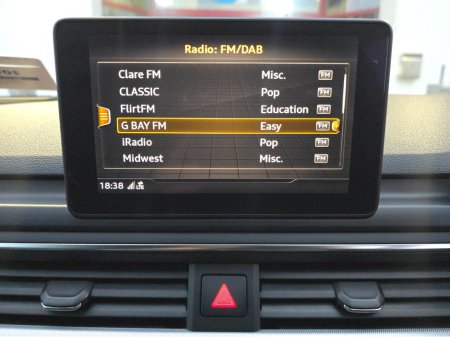 Radio: FM/DAB
Clare FM Misc. FM
CLASSIC Pop FM
FlirtFM Education FM
G BAY FM Easy FM
iRadio Pop FM
Midwest Misc. FM
18:38